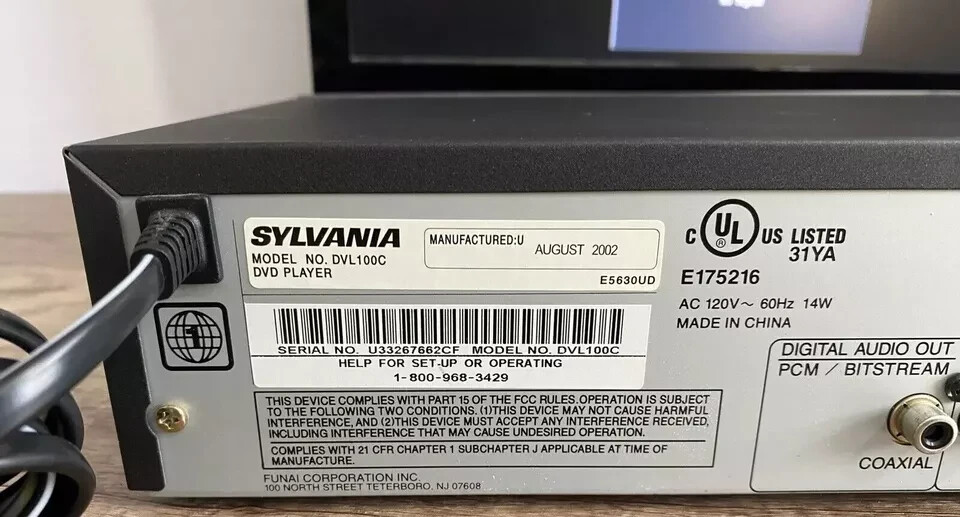 SYLVANIA
MODEL NO. DVL100C
DVD PLAYER
MANUFACTURED:U
AUGUST 2002
E5630UD
C UL US LISTED
31YA
E175216
AC 120V~ 60Hz 14W
MADE IN CHINA
1
SERIAL NO. U33267662CF MODEL NO. DVL100C
HELP FOR SET-UP OR OPERATING
1-800-968-3429
THIS DEVICE COMPLIES WITH PART 15 OF THE FCC RULES.OPERATION IS SUBJECT
TO THE FOLLOWING TWO CONDITIONS. (1)THIS DEVICE MAY NOT CAUSE HARMFUL
INTERFERENCE, AND (2)THIS DEVICE MUST ACCEPT ANY INTERFERENCE RECEIVED,
INCLUDING INTERFERENCE THAT MAY CAUSE UNDESIRED OPERATION.
COMPLIES WITH 21 CFR CHAPTER 1 SUBCHAPTER J APPLICABLE AT TIME OF
MANUFACTURE.
FUNAI CORPORATION INC.
100 NORTH STREET TETERBORO, NJ 07608
DIGITAL AUDIO OUT
PCM / BITSTREAM
COAXIAL